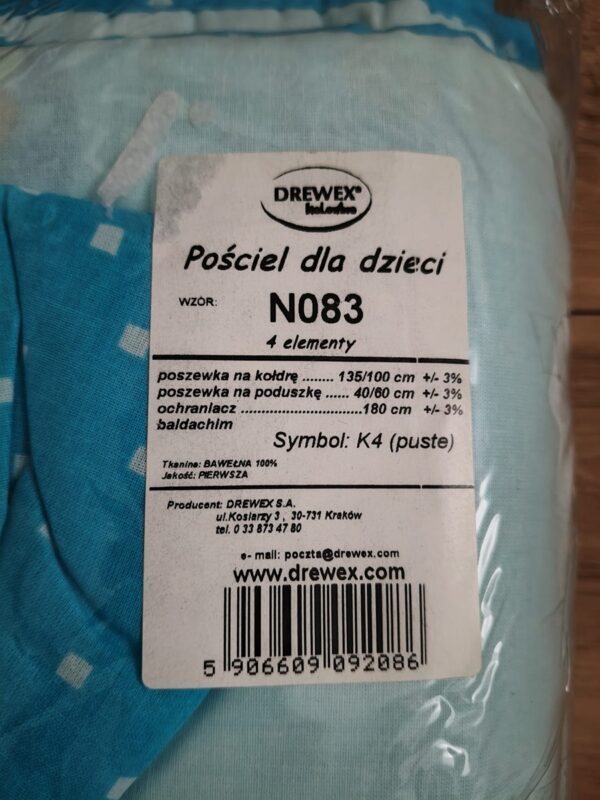 DREWEX®
kolekcja
Pościel dla dzieci
WZÓR: N083
4 elementy
poszewka na kołdrę ........ 135/100 cm +/- 3%
poszewka na poduszkę ...... 40/60 cm +/- 3%
ochraniacz ..............................180 cm +/- 3%
baldachim
Symbol: K4 (puste)
Tkanina: BAWEŁNA 100%
Jakość: PIERWSZA
Producent: DREWEX S.A.
ul.Kosiarzy 3 , 30-731 Kraków
tel. 0 33 873 47 80
e- mail: poczta@drewex.com
www.drewex.com
5 906609 092086